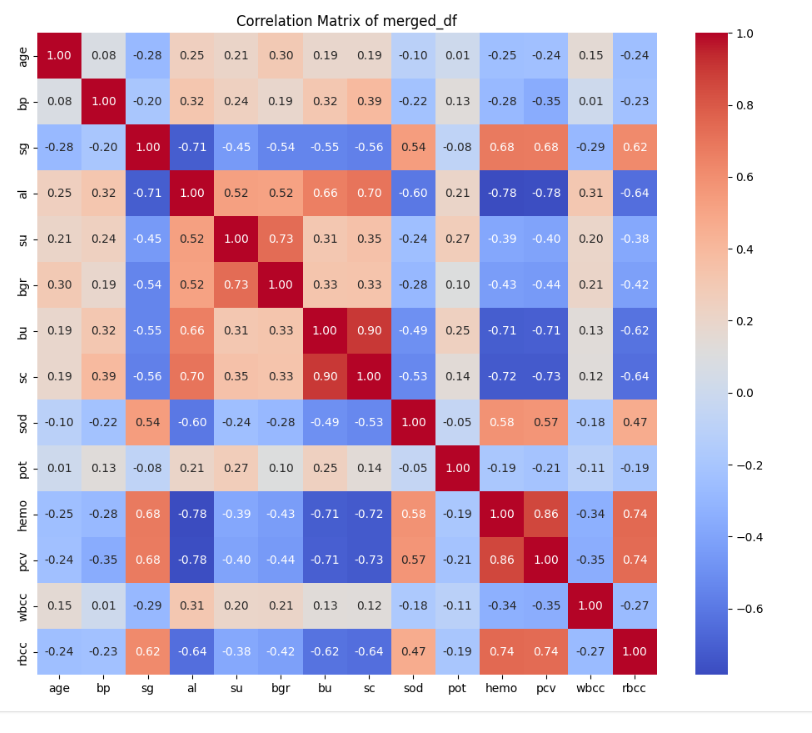 Correlation Matrix of merged_df
age 1.00 0.08 -0.28 0.25 0.21 0.30 0.19 0.19 -0.10 0.01 -0.25 -0.24 0.15 -0.24
bp 0.08 1.00 -0.20 0.32 0.24 0.19 0.32 0.39 -0.22 0.13 -0.28 -0.35 0.01 -0.23
sg -0.28 -0.20 1.00 -0.71 -0.45 -0.54 -0.55 -0.56 0.54 -0.08 0.68 0.68 -0.29 0.62
al 0.25 0.32 -0.71 1.00 0.52 0.52 0.66 0.70 -0.60 0.21 -0.78 -0.78 0.31 -0.64
su 0.21 0.24 -0.45 0.52 1.00 0.73 0.31 0.35 -0.24 0.27 -0.39 -0.40 0.20 -0.38
bgr 0.30 0.19 -0.54 0.52 0.73 1.00 0.33 0.33 -0.28 0.10 -0.43 -0.44 0.21 -0.42
bu 0.19 0.32 -0.55 0.66 0.31 0.33 1.00 0.90 -0.49 0.25 -0.71 -0.71 0.13 -0.62
sc 0.19 0.39 -0.56 0.70 0.35 0.33 0.90 1.00 -0.53 0.14 -0.72 -0.73 0.12 -0.64
sod -0.10 -0.22 0.54 -0.60 -0.24 -0.28 -0.49 -0.53 1.00 -0.05 0.58 0.57 -0.18 0.47
pot 0.01 0.13 -0.08 0.21 0.27 0.10 0.25 0.14 -0.05 1.00 -0.19 -0.21 -0.11 -0.19
hemo -0.25 -0.28 0.68 -0.78 -0.39 -0.43 -0.71 -0.72 0.58 -0.19 1.00 0.86 -0.34 0.74
pcv -0.24 -0.35 0.68 -0.78 -0.40 -0.44 -0.71 -0.73 0.57 -0.21 0.86 1.00 -0.35 0.74
wbcc 0.15 0.01 -0.29 0.31 0.20 0.21 0.13 0.12 -0.18 -0.11 -0.34 -0.35 1.00 -0.27
rbcc -0.24 -0.23 0.62 -0.64 -0.38 -0.42 -0.62 -0.64 0.47 -0.19 0.74 0.74 -0.27 1.00
age bp sg al su bgr bu sc sod pot hemo pcv wbcc rbcc
1.0
0.8
0.6
0.4
0.2
0.0
−0.2
−0.4
−0.6